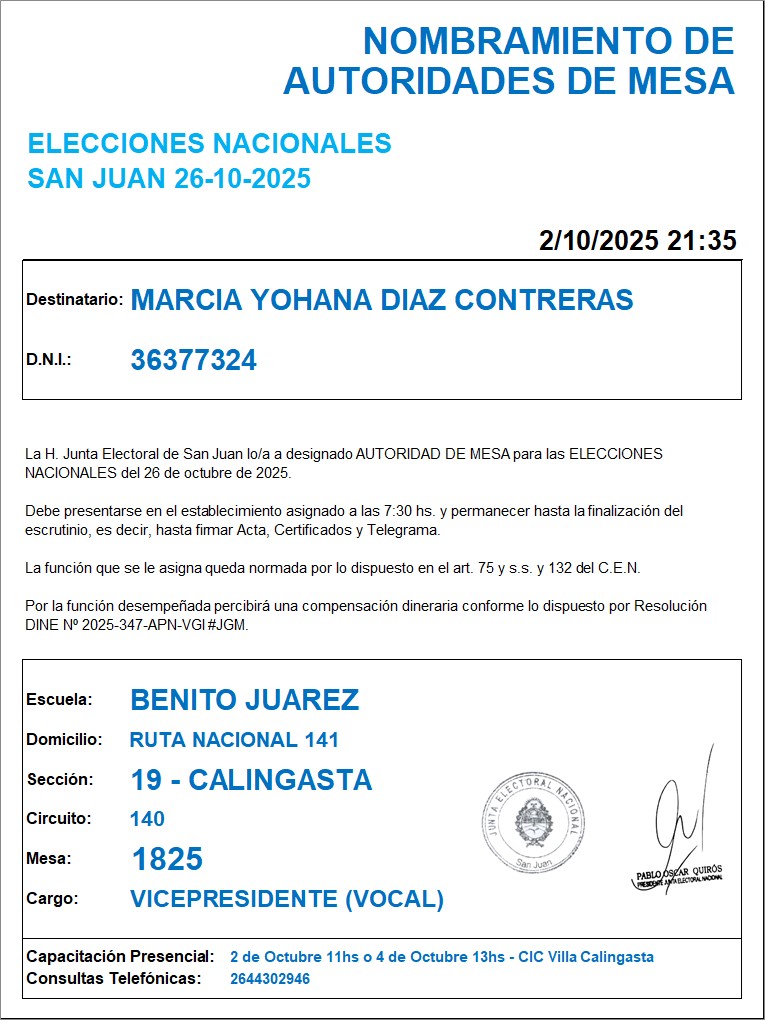 NOMBRAMIENTO DE
AUTORIDADES DE MESA
ELECCIONES NACIONALES
SAN JUAN 26-10-2025
2/10/2025 21:35
Destinatario: MARCIA YOHANA DIAZ CONTRERAS
D.N.I.: 36377324
La H. Junta Electoral de San Juan lo/a a designado AUTORIDAD DE MESA para las ELECCIONES
NACIONALES del 26 de octubre de 2025.
Debe presentarse en el establecimiento asignado a las 7:30 hs. y permanecer hasta la finalización del
escrutinio, es decir, hasta firmar Acta, Certificados y Telegrama.
La función que se le asigna queda normada por lo dispuesto en el art. 75 y s.s. y 132 del C.E.N.
Por la función desempeñada percibirá una compensación dineraria conforme lo dispuesto por Resolución
DINE Nº 2025-347-APN-VGI#JGM.
Escuela: BENITO JUAREZ
Domicilio: RUTA NACIONAL 141
Sección: 19 - CALINGASTA
Circuito: 140
Mesa: 1825
Cargo: VICEPRESIDENTE (VOCAL)
JUNTA ELECTORAL NACIONAL
San Juan
PABLO OSCAR QUIRÓS
PRESIDENTE JUNTA ELECTORAL NACIONAL
Capacitación Presencial: 2 de Octubre 11hs o 4 de Octubre 13hs - CIC Villa Calingasta
Consultas Telefónicas: 2644302946